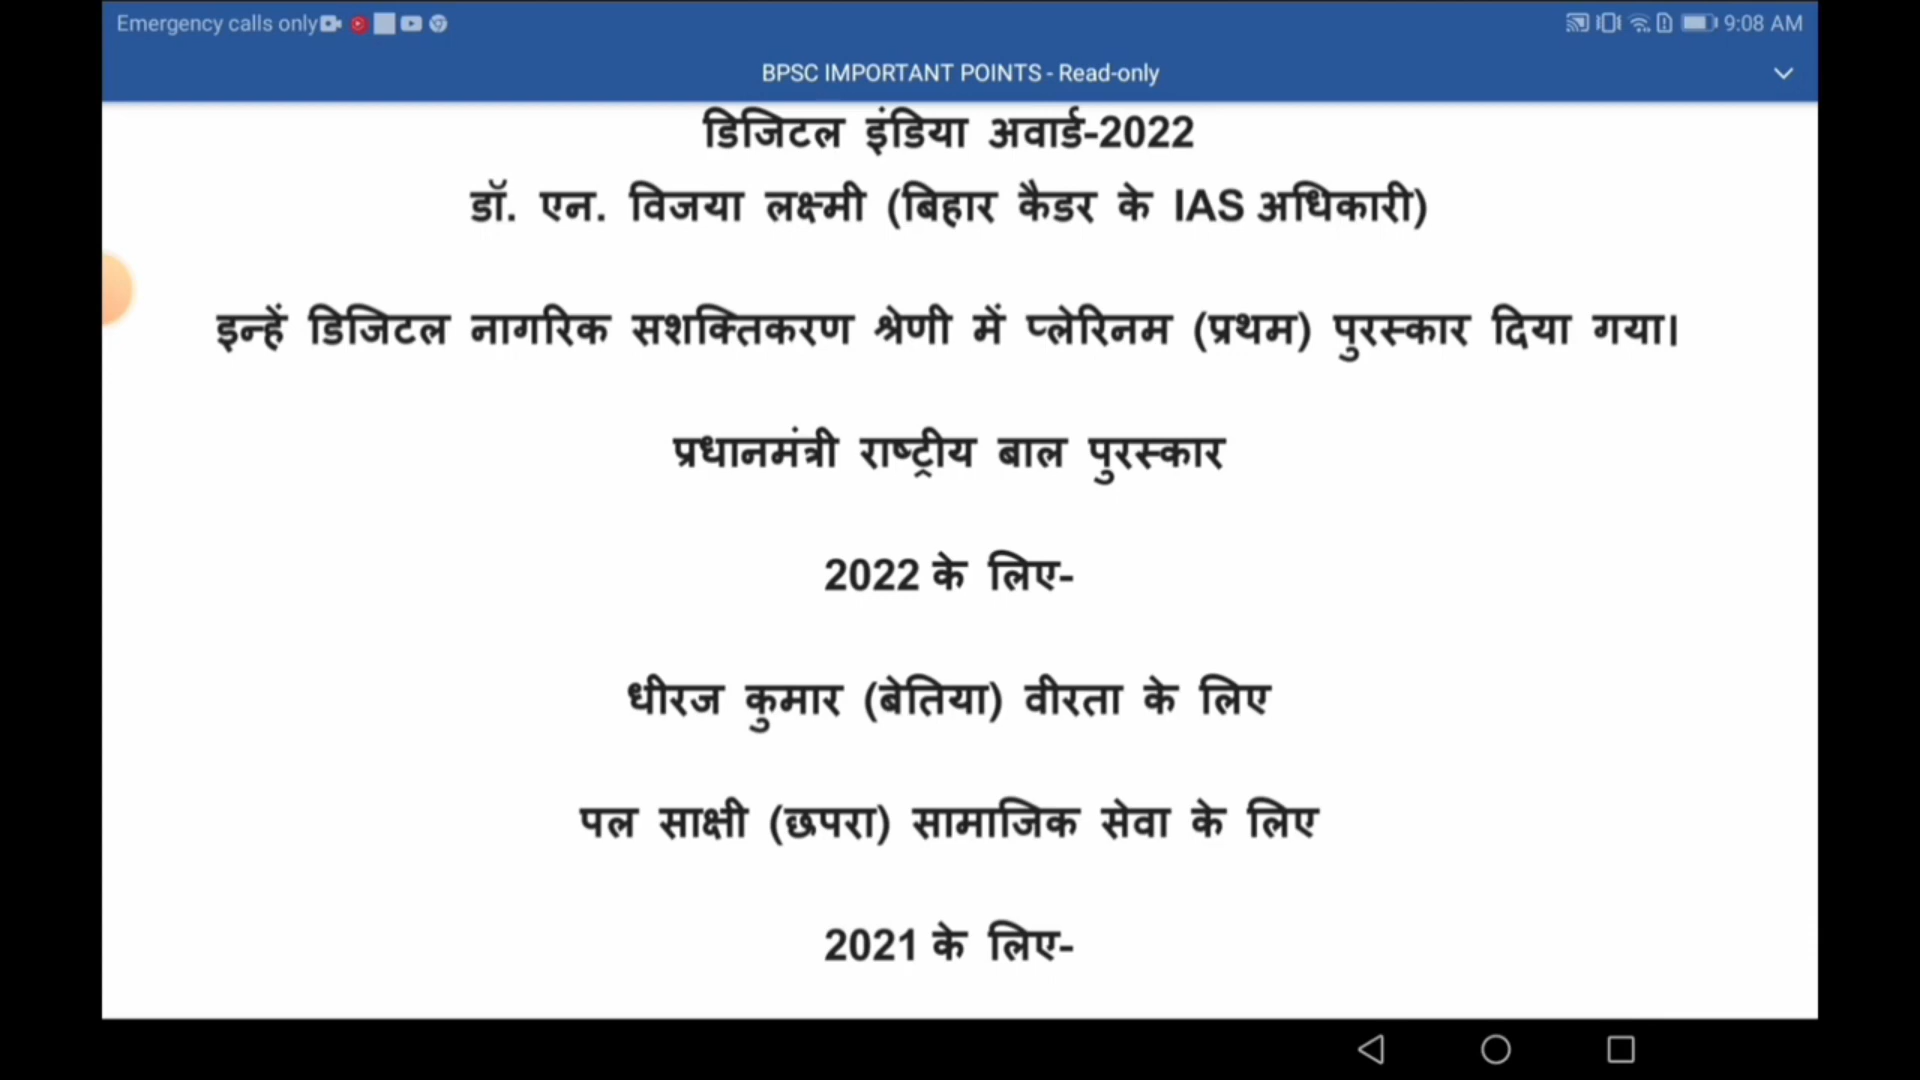 Emergency calls only
9:08 AM
BPSC IMPORTANT POINTS - Read-only
डिजिटल इंडिया अवार्ड-2022
डॉ. एन. विजया लक्ष्मी (बिहार कैडर के IAS अधिकारी)
इन्हें डिजिटल नागरिक सशक्तिकरण श्रेणी में प्लेरिनम (प्रथम) पुरस्कार दिया गया।
प्रधानमंत्री राष्ट्रीय बाल पुरस्कार
2022 के लिए-
धीरज कुमार (बेतिया) वीरता के लिए
पल साक्षी (छपरा) सामाजिक सेवा के लिए
2021 के लिए-